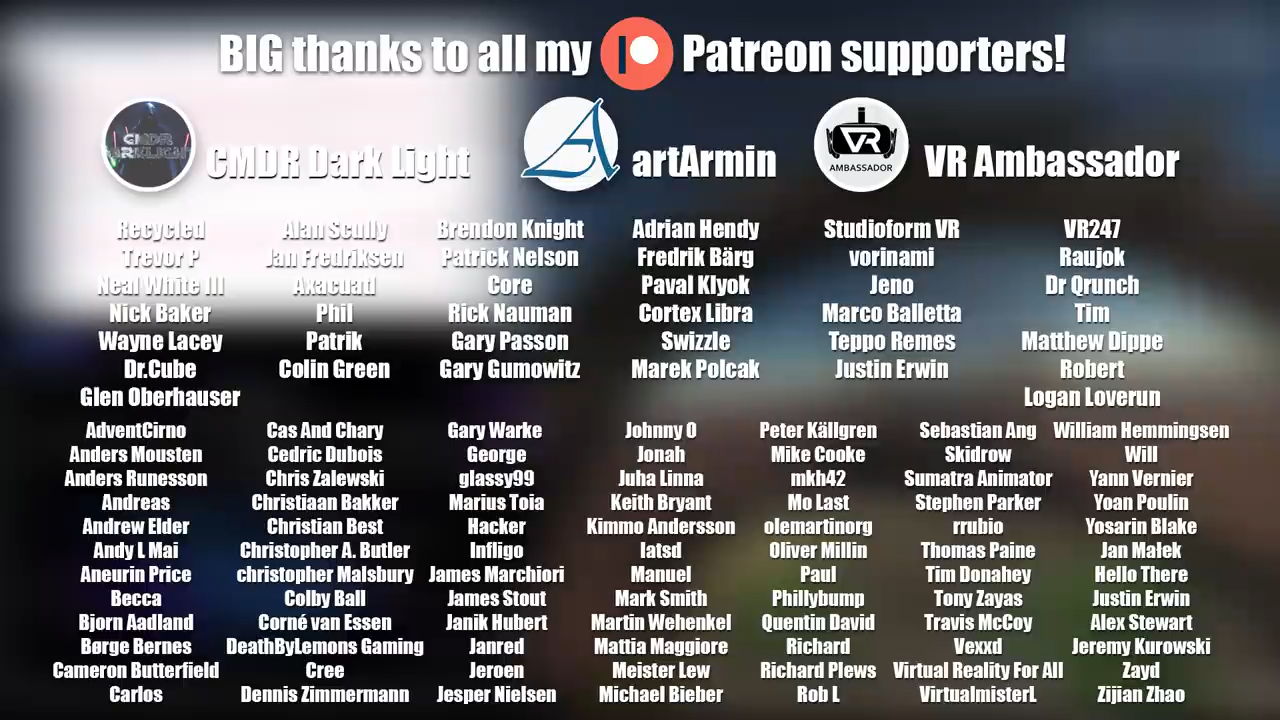 BIG thanks to all my Patreon supporters!
CMDR Dark Light artArmin VR Ambassador
CMDR
VR
AMBASSADOR
Recycled Alan Scully Brendon Knight Adrian Hendy Studioform VR VR247
Trevor P Jan Fredriksen Patrick Nelson Fredrik Bärg vorinami Raujok
Neal White III Axacuad Core Paval Klyok Jeno Dr Qrunch
Nick Baker Phil Rick Nauman Cortex Libra Marco Balletta Tim
Wayne Lacey Patrik Gary Passon Swizzle Teppo Remes Matthew Dippe
Dr.Cube Colin Green Gary Gumowitz Marek Polcak Justin Erwin Robert
Glen Oberhauser Logan Loverun
AdventCirno Cas And Chary Gary Warke Johnny O Peter Källgren Sebastian Ang William Hemmingsen
Anders Mousten Cedric Dubois George Jonah Mike Cooke Skidrow Will
Anders Runesson Chris Zalewski glassy99 Juha Linna mkh42 Sumatra Animator Yann Vernier
Andreas Christiaan Bakker Marius Toia Keith Bryant Mo Last Stephen Parker Yoan Poulin
Andrew Elder Christian Best Hacker Kimmo Andersson olemartinorg rrubio Yosarin Blake
Andy L Mai Christopher A. Butler Infligo latsd Oliver Millin Thomas Paine Jan Małek
Aneurin Price christopher Malsbury James Marchiori Manuel Paul Tim Donahey Hello There
Becca Colby Ball James Stout Mark Smith Phillybump Tony Zayas Justin Erwin
Bjorn Aadland Corné van Essen Janik Hubert Martin Wehenkel Quentin David Travis McCoy Alex Stewart
Børge Bernes DeathByLemons Gaming Janred Mattia Maggiore Richard Vexxd Jeremy Kurowski
Cameron Butterfield Cree Jeroen Meister Lew Richard Plews Virtual Reality For All Zayd
Carlos Dennis Zimmermann Jesper Nielsen Michael Bieber Rob L VirtualmisterL Zijian Zhao